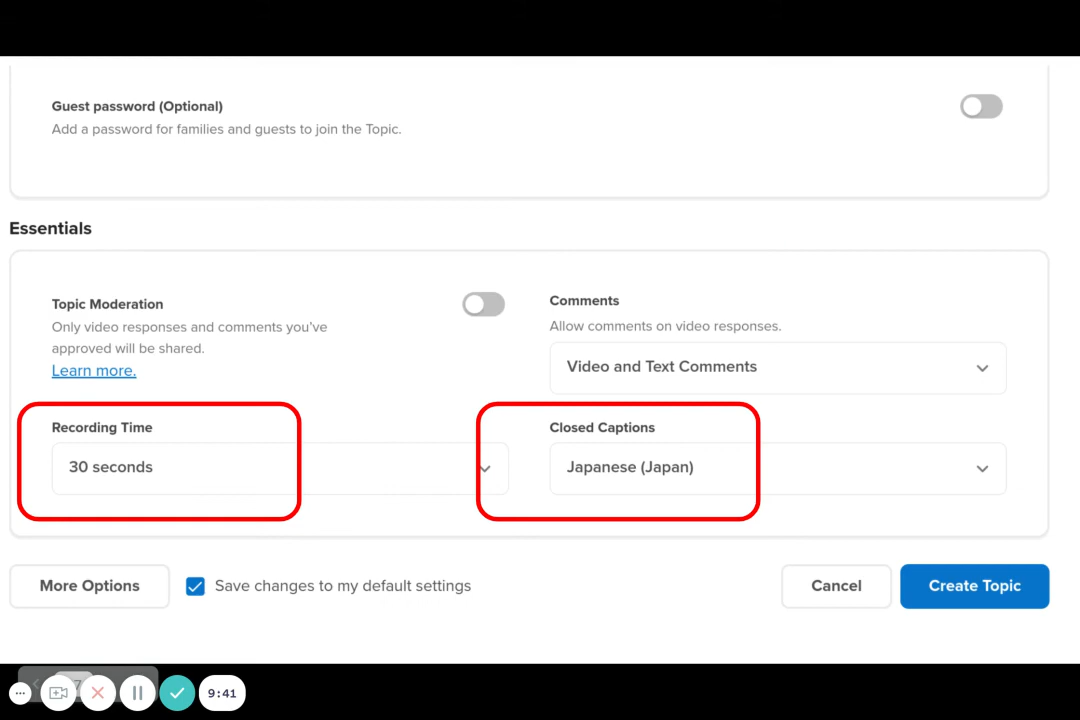 Guest password (Optional)
Add a password for families and guests to join the Topic.
Essentials
Topic Moderation
Only video responses and comments you've
approved will be shared.
Learn more.
Comments
Allow comments on video responses.
Video and Text Comments
Recording Time
30 seconds
Closed Captions
Japanese (Japan)
More Options
Save changes to my default settings
Cancel
Create Topic
9:41